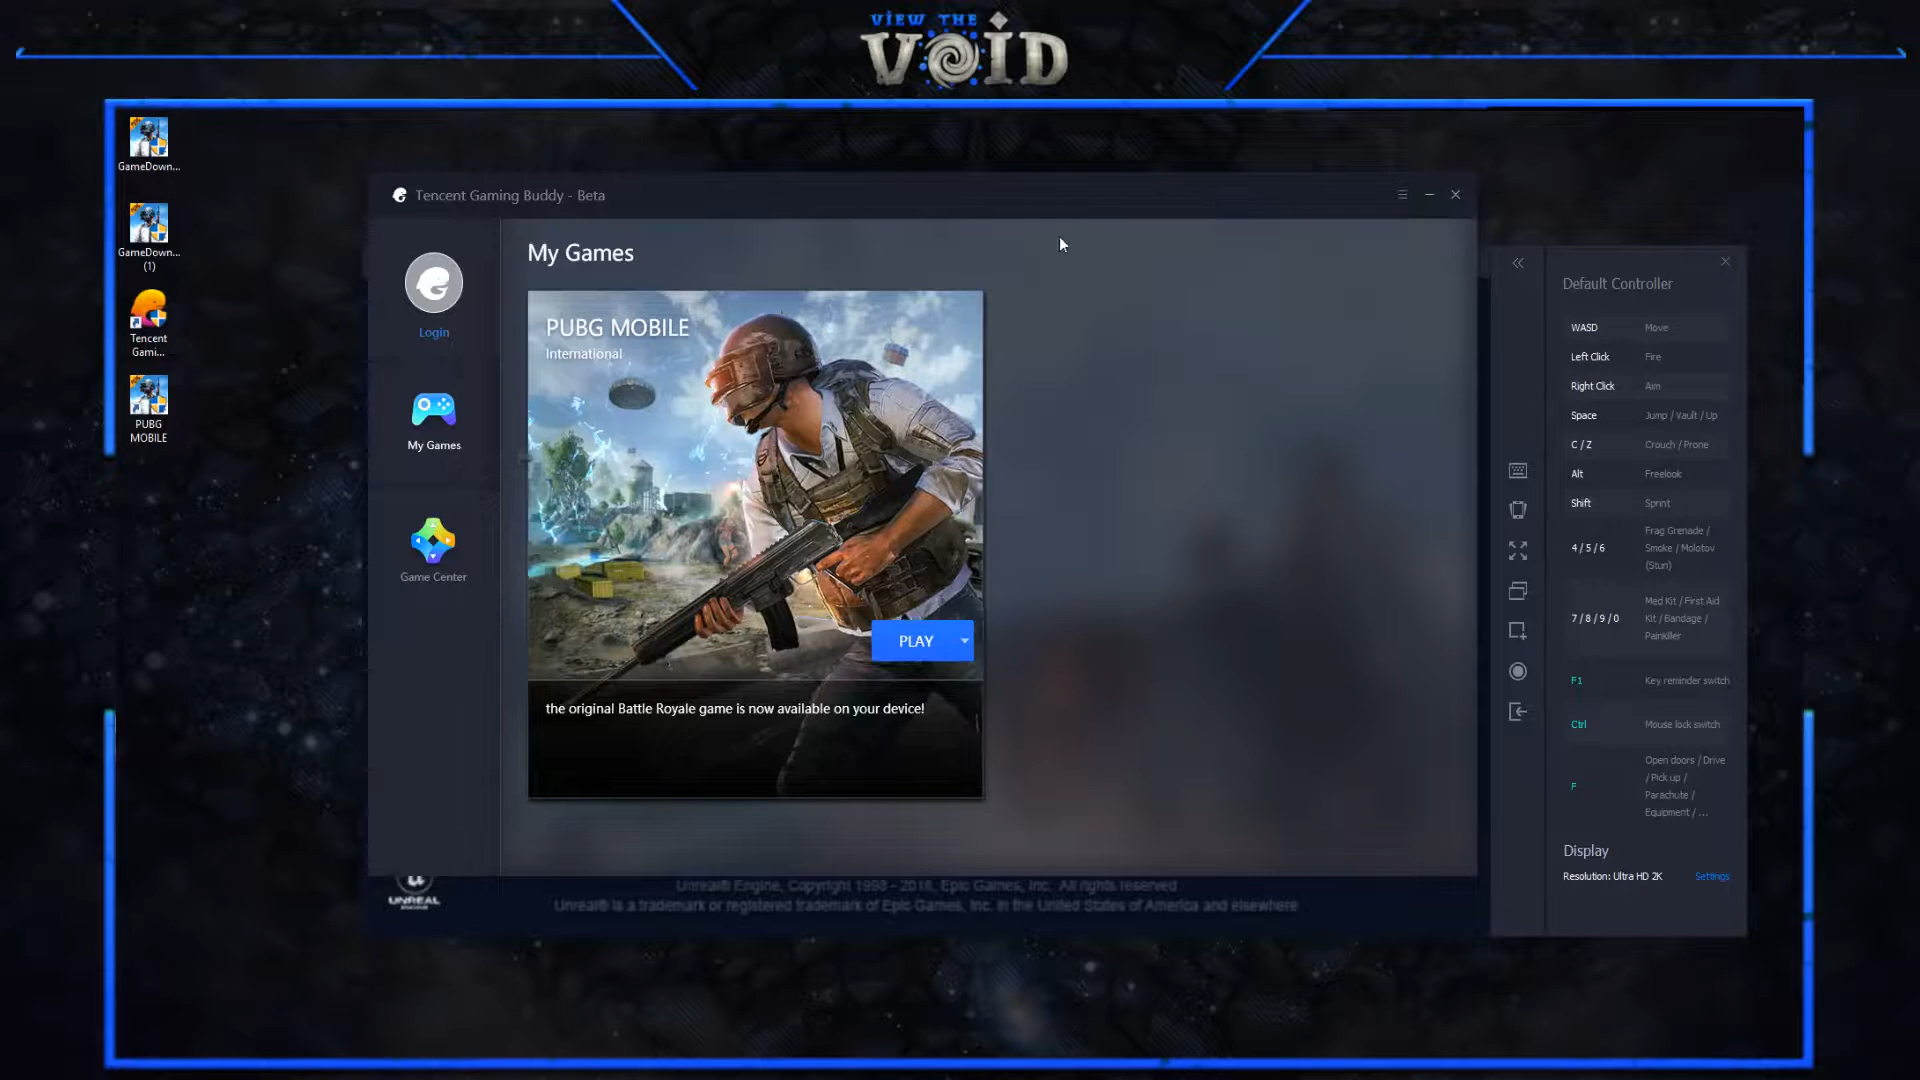 VIEW THE
VOID
GameDown...
GameDown...
(1)
Tencent
Gami...
PUBG
MOBILE
Tencent Gaming Buddy - Beta
Login
My Games
Game Center
My Games
PUBG MOBILE
International
PLAY
the original Battle Royale game is now available on your device!
UNREAL
Unreal® Engine, Copyright 1998 - 2018, Epic Games, Inc. All rights reserved
Unreal® is a trademark or registered trademark of Epic Games, Inc. in the United States of America and elsewhere
Default Controller
WASD Move
Left Click Fire
Right Click Aim
Space Jump / Vault / Up
C / Z Crouch / Prone
Alt Freelook
Shift Sprint
Frag Grenade /
4 / 5 / 6 Smoke / Molotov
(Stun)
Med Kit / First Aid
7 / 8 / 9 / 0 Kit / Bandage /
Painkiller
F1 Key reminder switch
Ctrl Mouse lock switch
Open doors / Drive
/ Pick up /
F Parachute /
Equipment / ...
Display
Resolution: Ultra HD 2K Settings